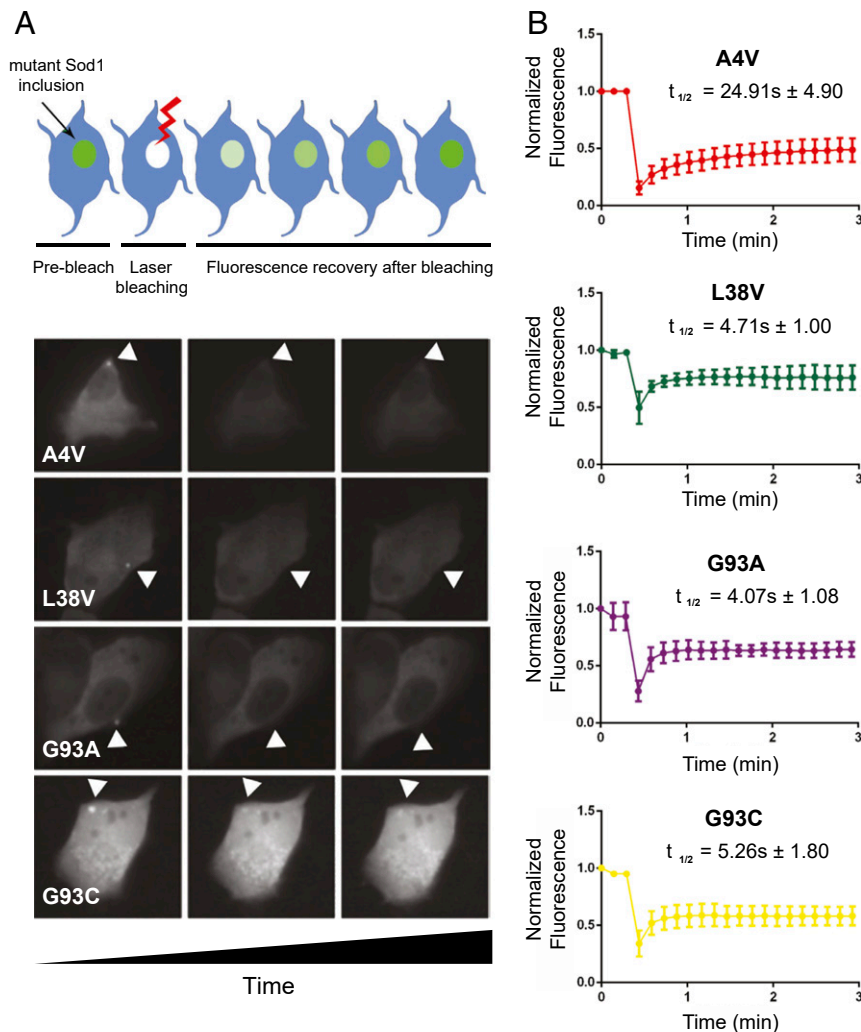 A
mutant Sod1
inclusion
Pre-bleach
Laser
bleaching
Fluorescence recovery after bleaching
A4V
L38V
G93A
G93C
Time
B
A4V
t 1/2 = 24.91s ± 4.90
Normalized
Fluorescence
1.5
1.0
0.5
0.0
0
1
2
3
Time (min)
L38V
t 1/2 = 4.71s ± 1.00
Normalized
Fluorescence
1.5
1.0
0.5
0.0
0
1
2
3
Time (min)
G93A
t 1/2 = 4.07s ± 1.08
Normalized
Fluorescence
1.5
1.0
0.5
0.0
0
1
2
3
Time (min)
G93C
t 1/2 = 5.26s ± 1.80
Normalized
Fluorescence
1.5
1.0
0.5
0.0
0
1
2
3
Time (min)